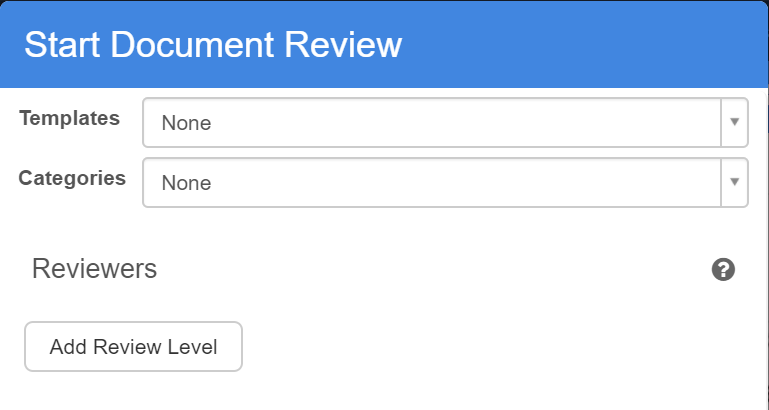 Start Document Review
Templates None
Categories None
Reviewers
Add Review Level